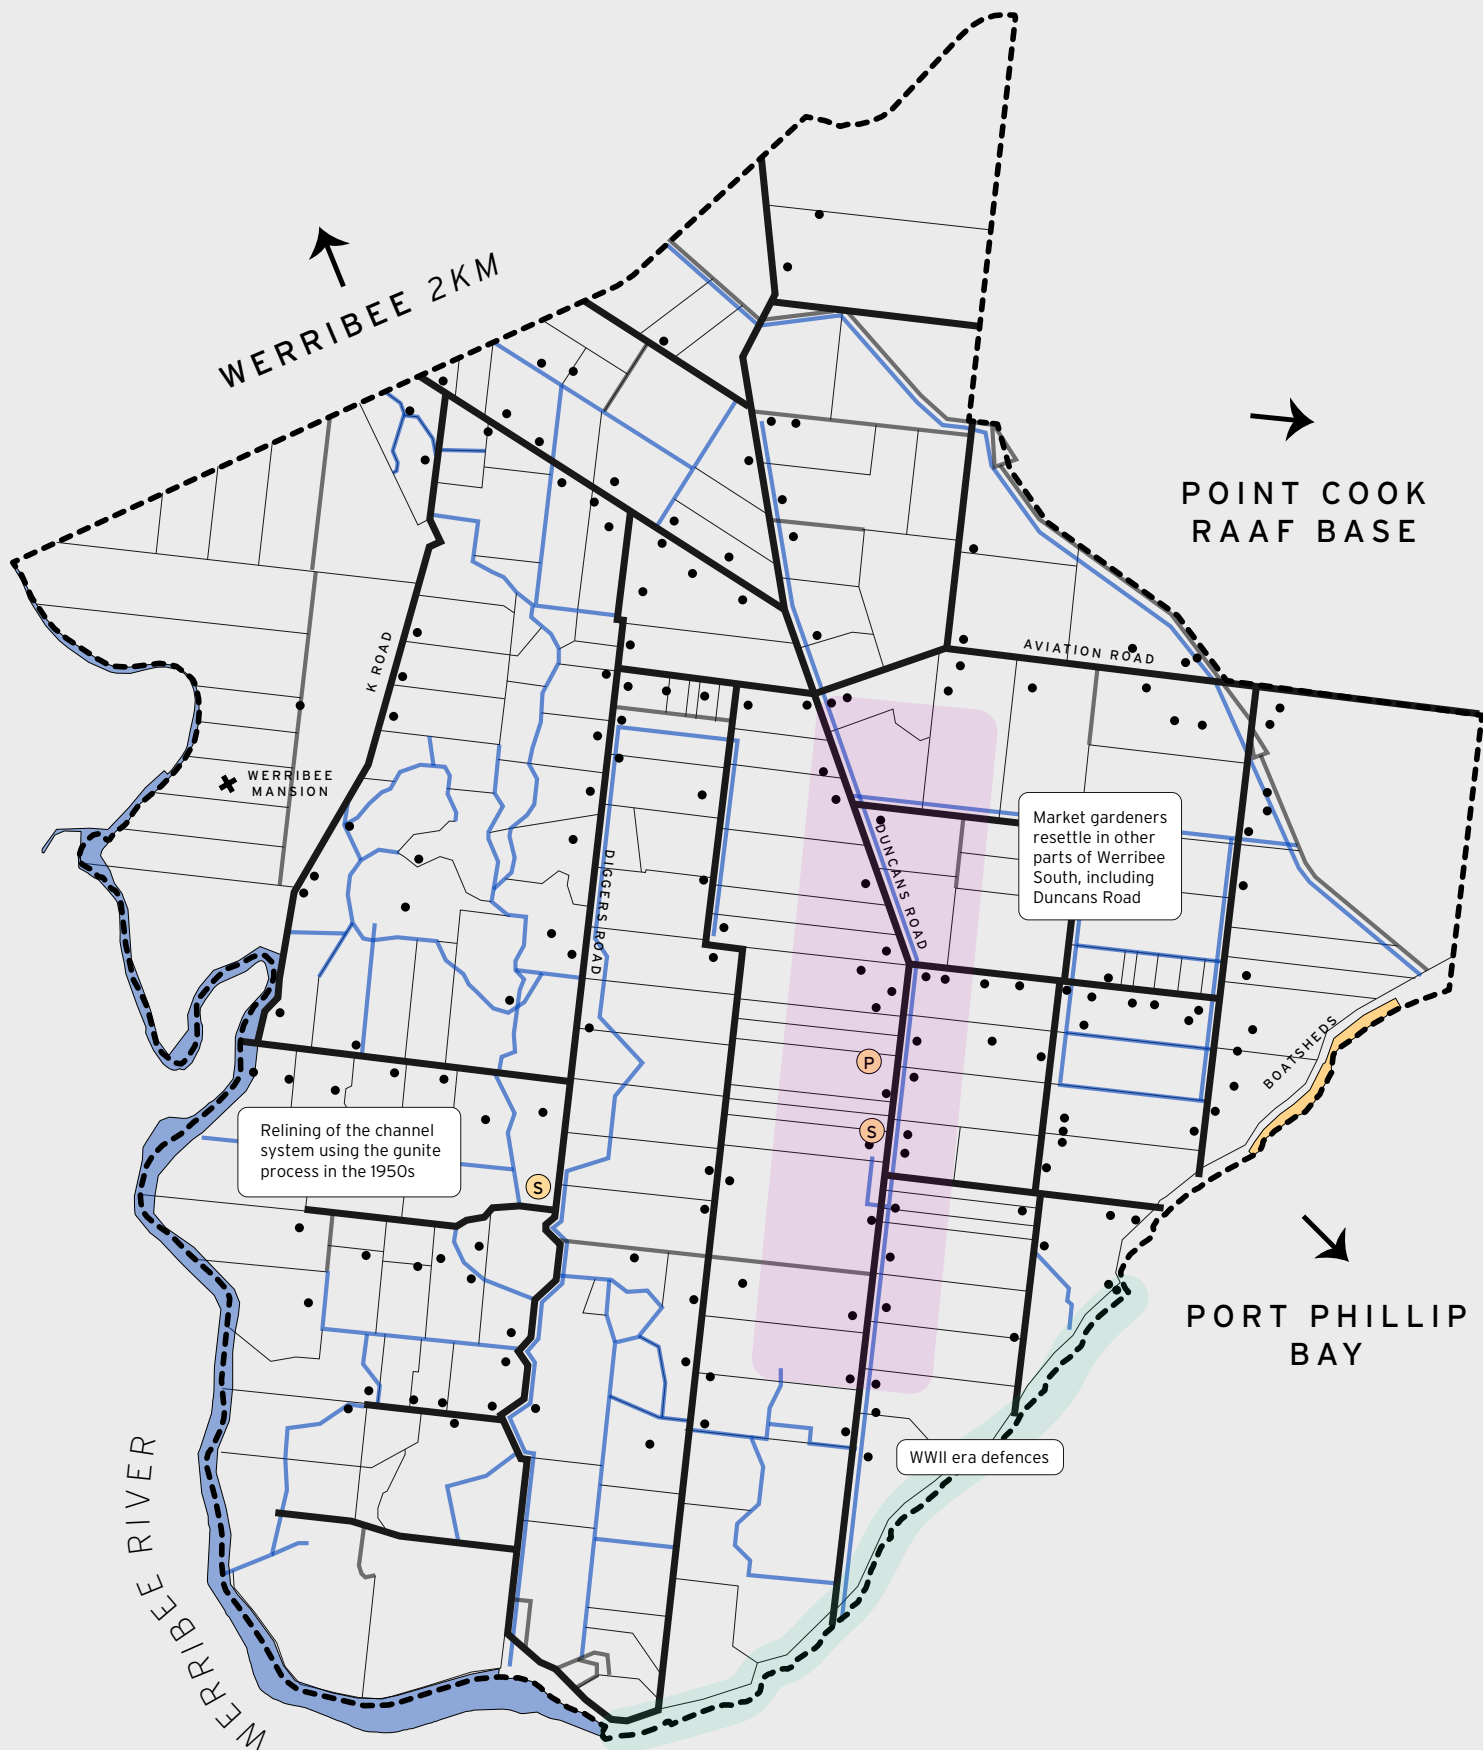 WERRIBEE 2KM
POINT COOK
RAAF BASE
AVIATION ROAD
K ROAD
WERRIBEE
MANSION
Market gardeners
resettle in other
parts of Werribee
South, including
Duncans Road
DUNCANS ROAD
DIGGERS ROAD
P
BOATSHEDS
S
Relining of the channel
system using the gunite
process in the 1950s
S
PORT PHILLIP
BAY
WWII era defences
WERRIBEE RIVER